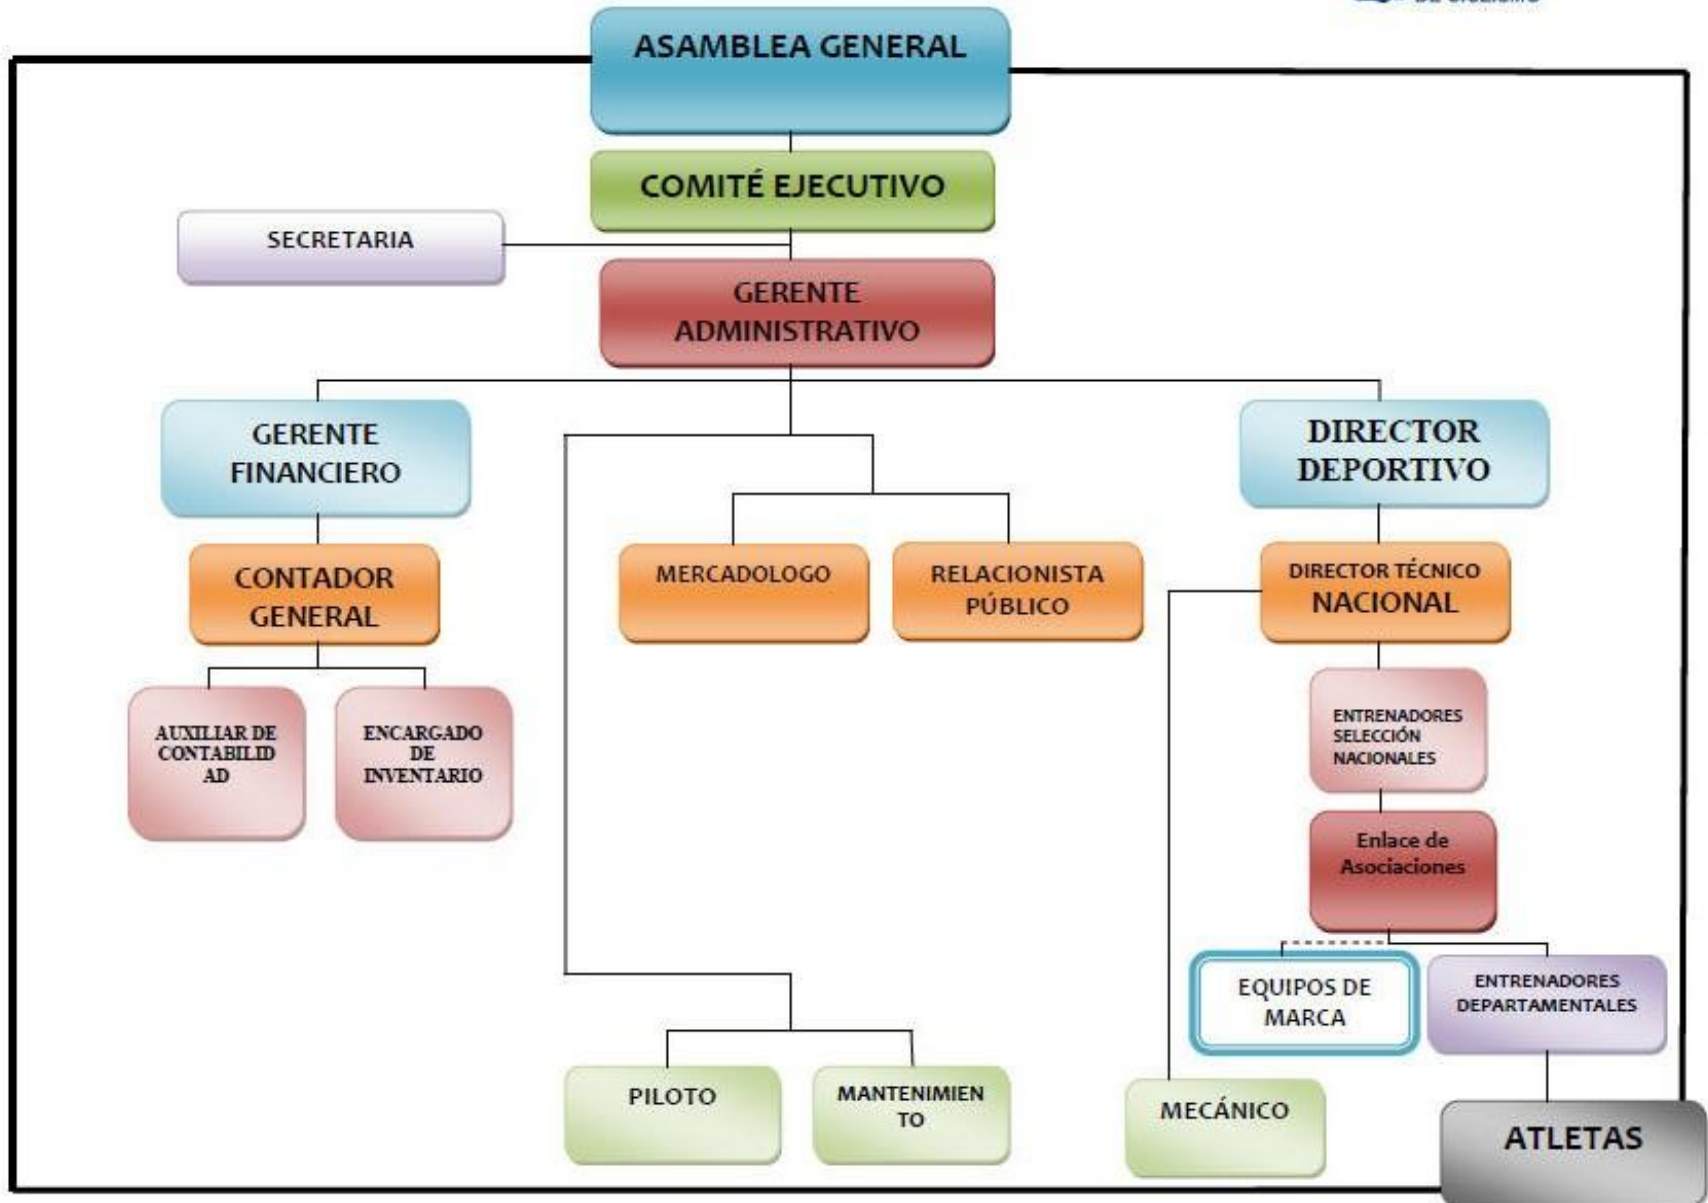 ASAMBLEA GENERAL
COMITÉ EJECUTIVO
SECRETARIA
GERENTE
ADMINISTRATIVO
GERENTE
FINANCIERO
DIRECTOR
DEPORTIVO
CONTADOR
GENERAL
MERCADOLOGO
RELACIONISTA
PÚBLICO
DIRECTOR TÉCNICO
NACIONAL
AUXILIAR DE
CONTABILID
AD
ENCARGADO
DE
INVENTARIO
ENTRENADORES
SELECCIÓN
NACIONALES
Enlace de
Asociaciones
EQUIPOS DE
MARCA
ENTRENADORES
DEPARTAMENTALES
PILOTO
MANTENIMIEN
TO
MECÁNICO
ATLETAS